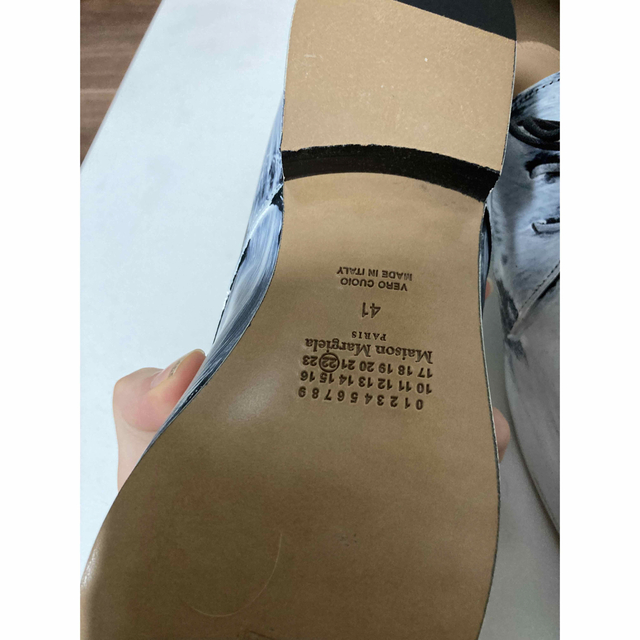 0 1 2 3 4 5 6 7 8 9
10 11 12 13 14 15 16
17 18 19 20 21 22 23
Maison Margiela
PARIS
41
VERO CUOIO
MADE IN ITALY